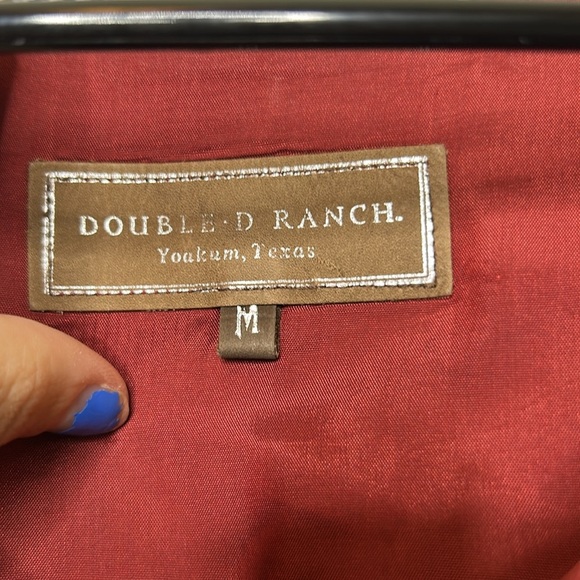 DOUBLE·D RANCH.
Yoakum, Texas
M